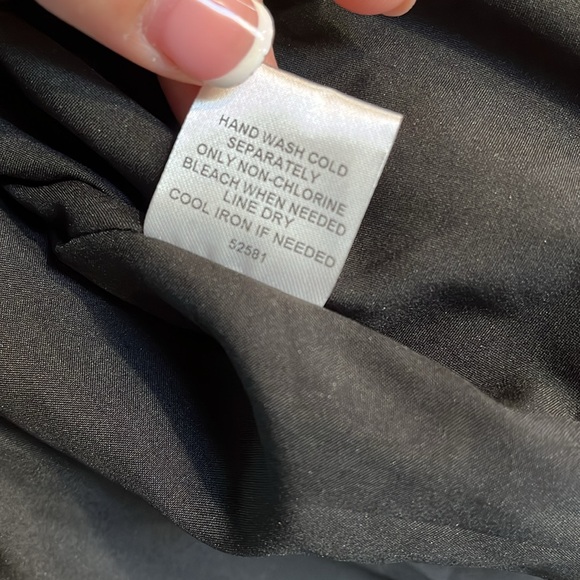 HAND WASH COLD
SEPARATELY
ONLY NON-CHLORINE
BLEACH WHEN NEEDED
LINE DRY
COOL IRON IF NEEDED
52581